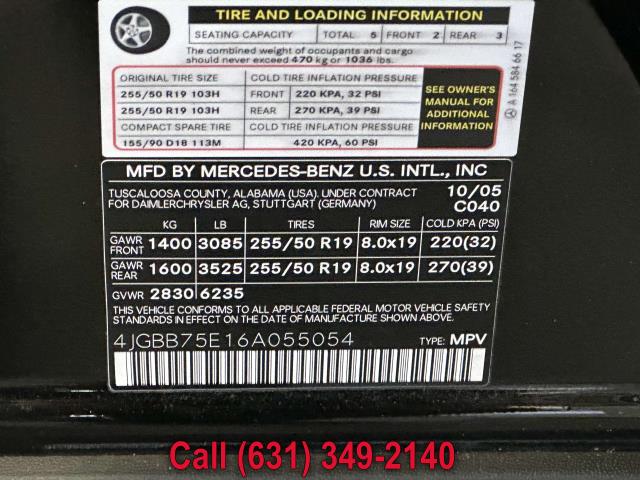 TIRE AND LOADING INFORMATION
SEATING CAPACITY TOTAL 5 FRONT 2 REAR 3
The combined weight of occupants and cargo
should never exceed 470 kg or 1036 lbs.
ORIGINAL TIRE SIZE COLD TIRE INFLATION PRESSURE
255/50 R19 103H FRONT 220 KPA, 32 PSI
255/50 R19 103H REAR 270 KPA, 39 PSI
COMPACT SPARE TIRE COLD TIRE INFLATION PRESSURE
155/90 D18 113M 420 KPA, 60 PSI
SEE OWNER'S
MANUAL FOR
ADDITIONAL
INFORMATION
A 164 584 66 17
MFD BY MERCEDES-BENZ U.S. INTL., INC
TUSCALOOSA COUNTY, ALABAMA (USA). UNDER CONTRACT 10/05
FOR DAIMLERCHRYSLER AG, STUTTGART (GERMANY) C040
KG LB TIRES RIM SIZE COLD KPA (PSI)
GAWR FRONT 1400 3085 255/50 R19 8.0x19 220(32)
GAWR REAR 1600 3525 255/50 R19 8.0x19 270(39)
GVWR 2830 6235
THIS VEHICLE CONFORMS TO ALL APPLICABLE FEDERAL MOTOR VEHICLE SAFETY
STANDARDS IN EFFECT ON THE DATE OF MANUFACTURE SHOWN ABOVE.
4JGBB75E16A055054 TYPE: MPV
Call (631) 349-2140